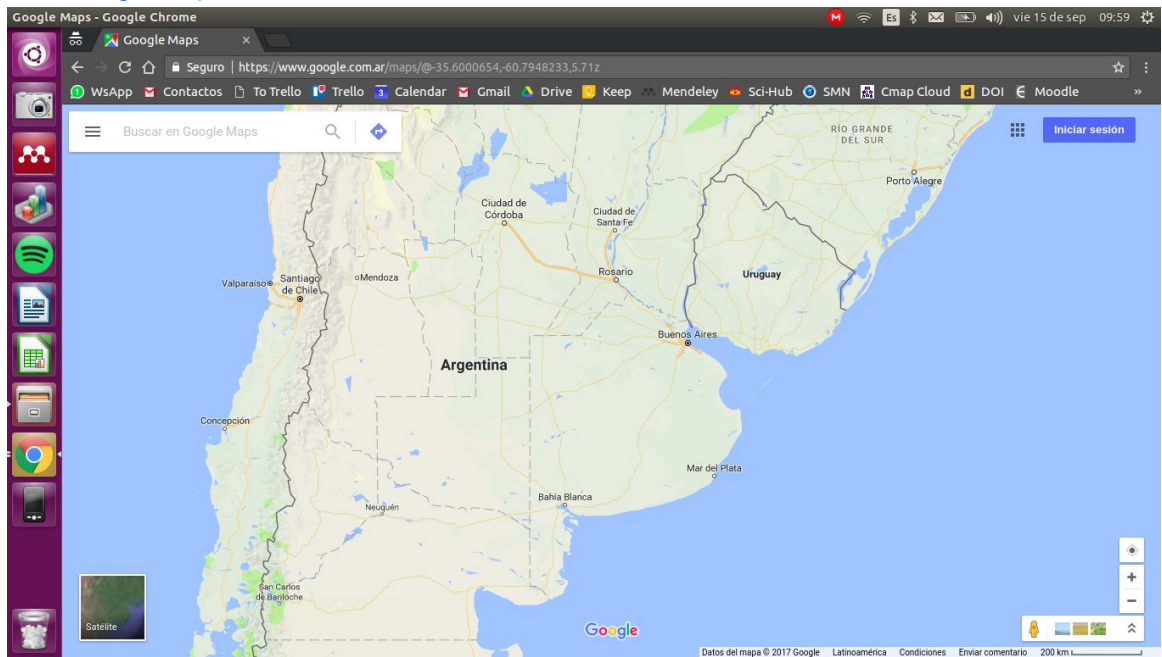 Google Maps - Google Chrome
Es
vie 15 de sep 09:59
Google Maps
Seguro | https://www.google.com.ar/maps/@-35.6000654,-60.7948233,5.71z
WsApp Contactos To Trello Trello Calendar Gmail Drive Keep Mendeley Sci-Hub SMN Cmap Cloud DOI Moodle »
Buscar en Google Maps
Iniciar sesión
RÍO GRANDE
DEL SUR
Porto Alegre
Ciudad de
Córdoba
Ciudad de
Santa Fe
Rosario
Uruguay
Mendoza
Valparaíso
Santiago
de Chile
Buenos Aires
Argentina
Concepción
Mar del Plata
Bahía Blanca
Neuquén
San Carlos
de Bariloche
Satélite
Google
Datos del mapa © 2017 Google Latinoamérica Condiciones Enviar comentario 200 km